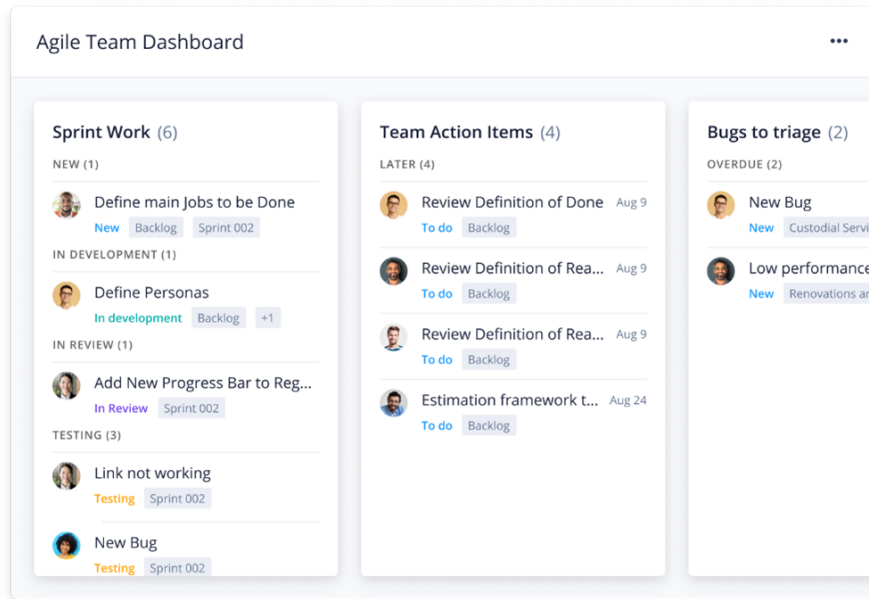 Agile Team Dashboard
•••
Sprint Work (6)
NEW (1)
Define main Jobs to be Done
New Backlog Sprint 002
IN DEVELOPMENT (1)
Define Personas
In development Backlog +1
IN REVIEW (1)
Add New Progress Bar to Reg...
In Review Sprint 002
TESTING (3)
Link not working
Testing Sprint 002
New Bug
Testing Sprint 002
Team Action Items (4)
LATER (4)
Review Definition of Done Aug 9
To do Backlog
Review Definition of Rea... Aug 9
To do Backlog
Review Definition of Rea... Aug 9
To do Backlog
Estimation framework t... Aug 24
To do Backlog
Bugs to triage (2)
OVERDUE (2)
New Bug
New Custodial Servi
Low performance
New Renovations an